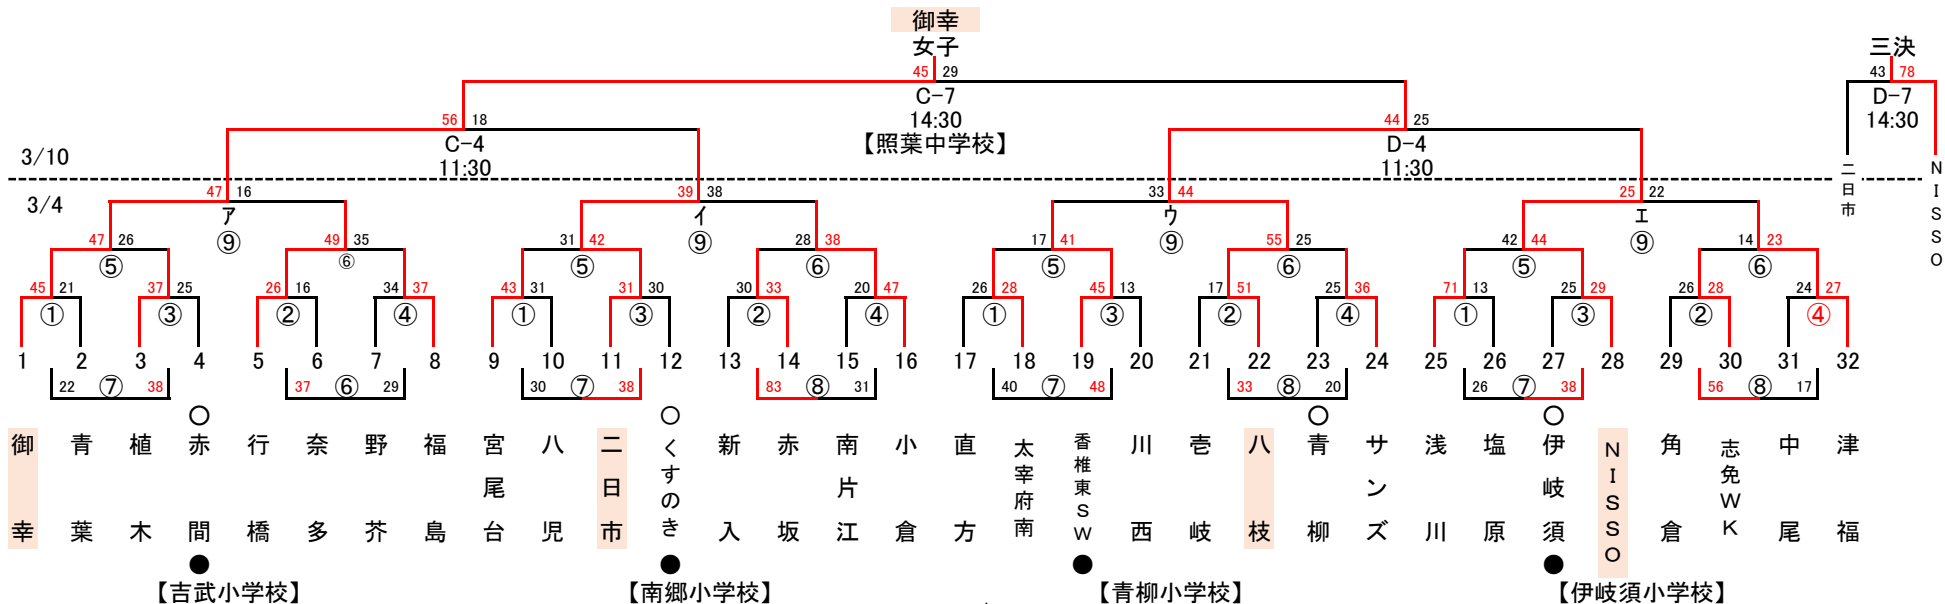 御幸
女子
三決
45 29
43 78
C-7
D-7
14:30
14:30
【照葉中学校】
56 18
44 25
C-4
D-4
11:30
11:30
3/10
3/4
47 16
39 38
33 44
25 22
ア
イ
ウ
エ
⑨
⑨
⑨
⑨
二日市
NISSO
47 26
49 35
31 42
28 38
17 41
55 25
42 44
14 23
⑤
⑥
⑤
⑥
⑤
⑥
⑤
⑥
45 21
37 25
26 16
34 37
43 31
31 30
30 33
20 47
26 28
45 13
17 51
25 36
71 13
25 29
26 28
24 27
① ③ ② ④ ① ③ ② ④ ① ③ ② ④ ① ③ ② ④
1 2 3 4 5 6 7 8 9 10 11 12 13 14 15 16 17 18 19 20 21 22 23 24 25 26 27 28 29 30 31 32
22 ⑦ 38
37 ⑥ 29
30 ⑦ 38
83 ⑧ 31
40 ⑦ 48
33 ⑧ 20
26 ⑦ 38
56 ⑧ 17
○ ○ ○ ○
御幸
青葉
植木
赤間
行橋
奈多
野芥
福島
宮尾台
八児
二日市
くすのき
新入
赤坂
南片江
小倉
直方
太宰府南
香椎東SW
川西
壱岐
八枝
青柳
サンズ
浅川
塩原
伊岐須
NISSO
角倉
志免WK
中尾
津福
● ● ● ●
【吉武小学校】
【南郷小学校】
【青柳小学校】
【伊岐須小学校】